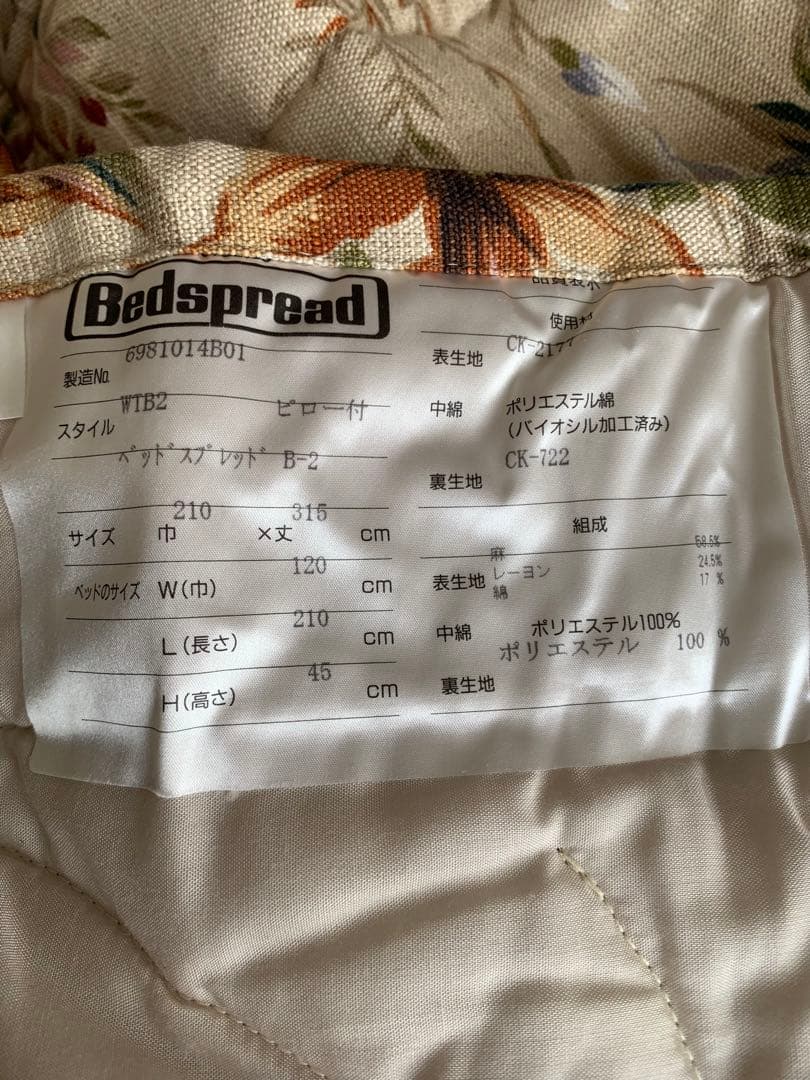 Bedspread
製造No. 6981014B01
スタイル WTB2 ピロー付
ベッドスプレッド B-2
サイズ 巾 210 ×丈 315 cm
ベッドのサイズ W(巾) 120 cm
L(長さ) 210 cm
H(高さ) 45 cm
品質表示
表生地
中綿 ポリエステル綿
(バイオシル加工済み)
裏生地 CK-722
組成
表生地 麻 58.5%
レーヨン 24.5%
綿 17 %
中綿 ポリエステル100%
裏生地 ポリエステル 100 %